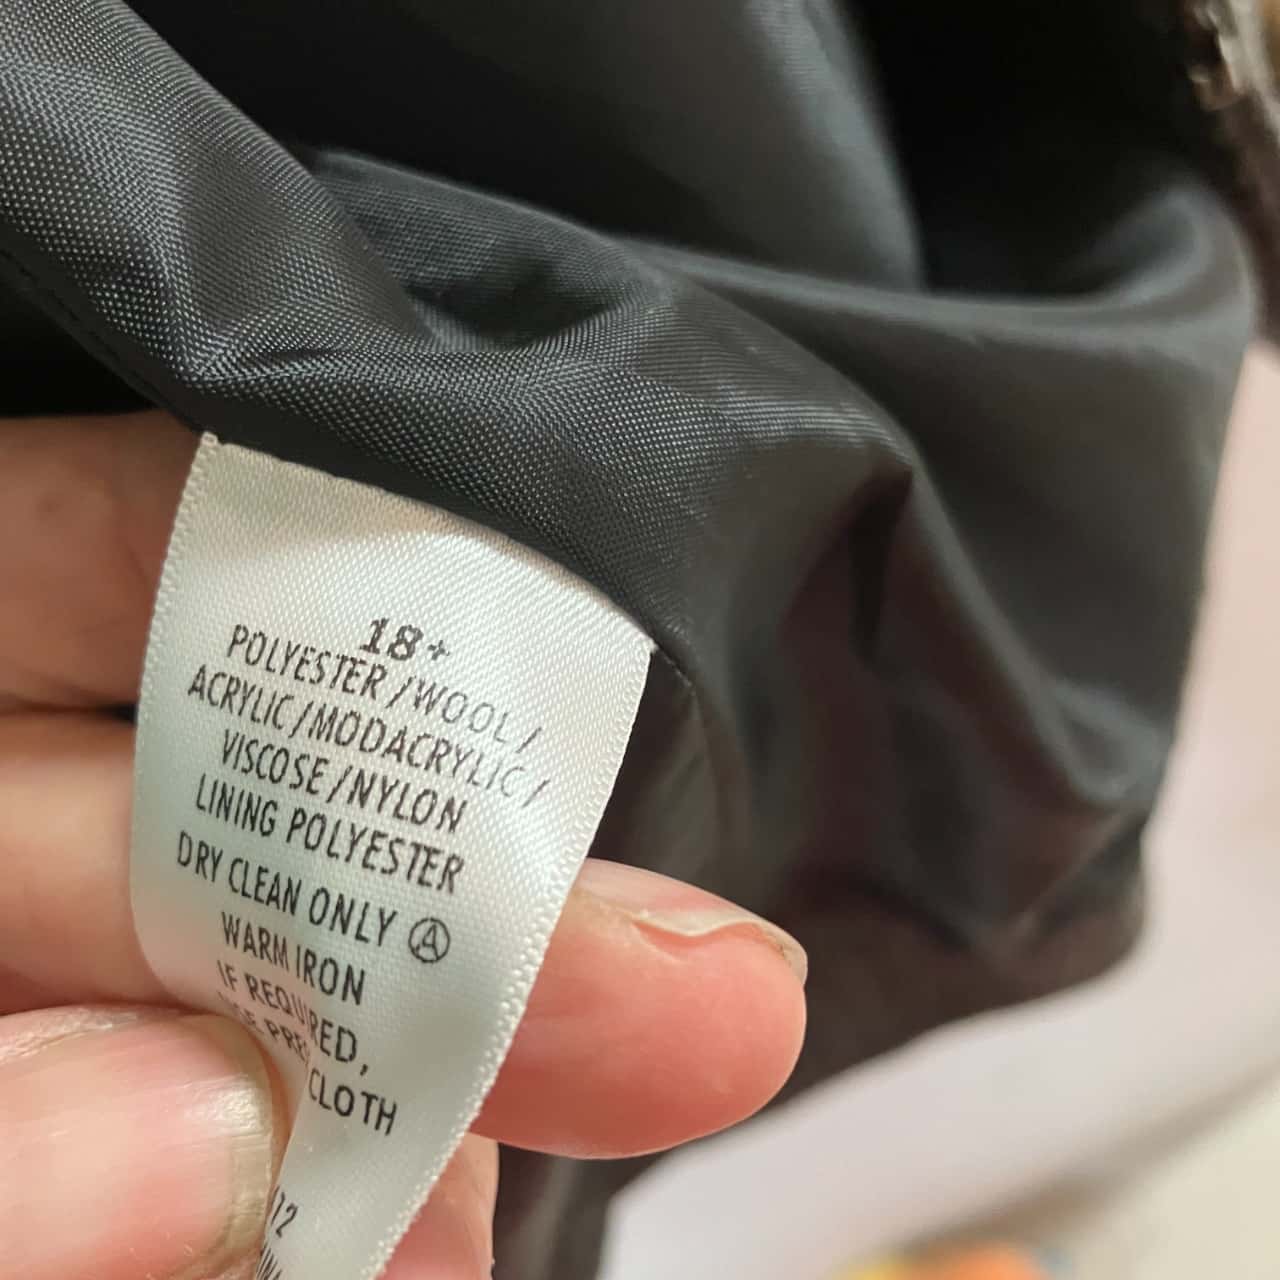 18+
POLYESTER/WOOL/
ACRYLIC/MODACRYLIC/
VISCOSE/NYLON
LINING POLYESTER
DRY CLEAN ONLY Ⓐ
WARM IRON
IF REQUIRED,
CLOTH